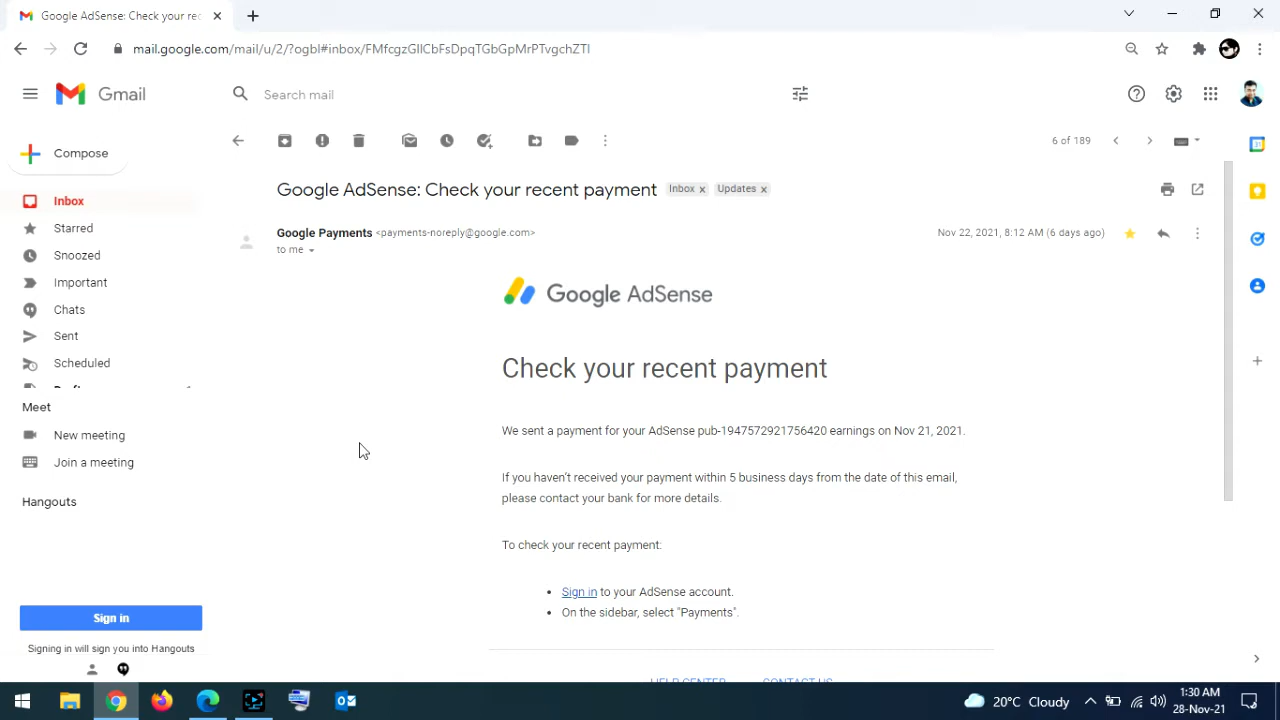 Google AdSense: Check your rec
mail.google.com/mail/u/2/?ogbl#inbox/FMfcgzGllCbFsDpqTGbGpMrPTvgchZTl
Gmail
Search mail
6 of 189
Compose
Google AdSense: Check your recent payment
Inbox x
Updates x
Inbox
Starred
Snoozed
Important
Chats
Sent
Scheduled
Google Payments <payments-noreply@google.com>
Nov 22, 2021, 8:12 AM (6 days ago)
to me
Google AdSense
Check your recent payment
We sent a payment for your AdSense pub-1947572921756420 earnings on Nov 21, 2021.
If you haven't received your payment within 5 business days from the date of this email,
please contact your bank for more details.
To check your recent payment:
• Sign in to your AdSense account.
• On the sidebar, select "Payments".
HELP CENTER
CONTACT US
Meet
New meeting
Join a meeting
Hangouts
Sign in
Signing in will sign you into Hangouts
20°C Cloudy
1:30 AM
28-Nov-21